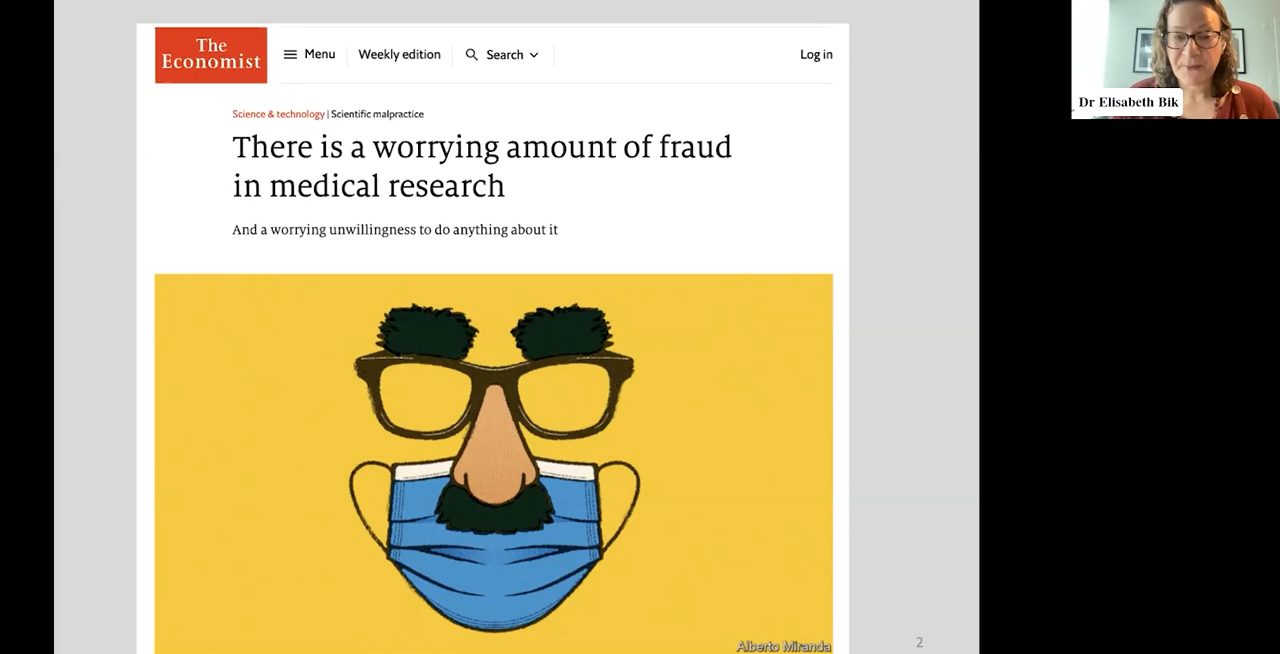 The
Economist
Menu
Weekly edition
Search
Log in
Science & technology | Scientific malpractice
There is a worrying amount of fraud
in medical research
And a worrying unwillingness to do anything about it
Alberto Miranda
2
Dr Elisabeth Bik